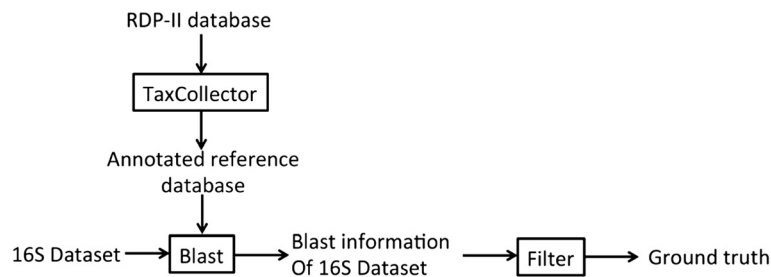 RDP-II database
TaxCollector
Annotated reference
database
16S Dataset
Blast
Blast information
Of 16S Dataset
Filter
Ground truth